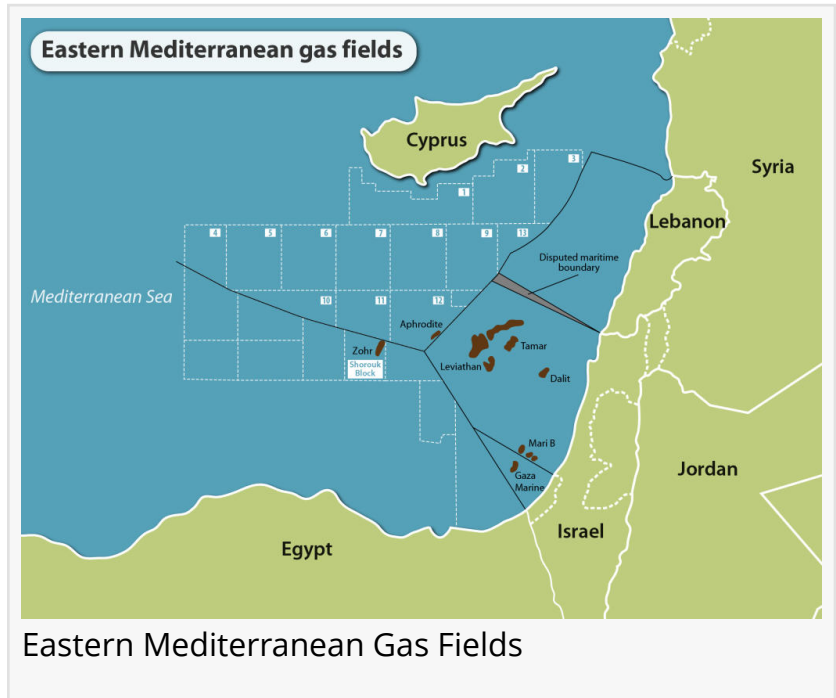 Eastern Mediterranean gas fields
Cyprus
Syria
3
2
1
Lebanon
4
5
6
7
8
9
13
Disputed maritime
boundary
Mediterranean Sea
10
11
12
Aphrodite
Zohr
Tamar
Shorouk
Block
Leviathan
Dalit
Mari B
Gaza
Marine
Jordan
Israel
Egypt
Eastern Mediterranean Gas Fields